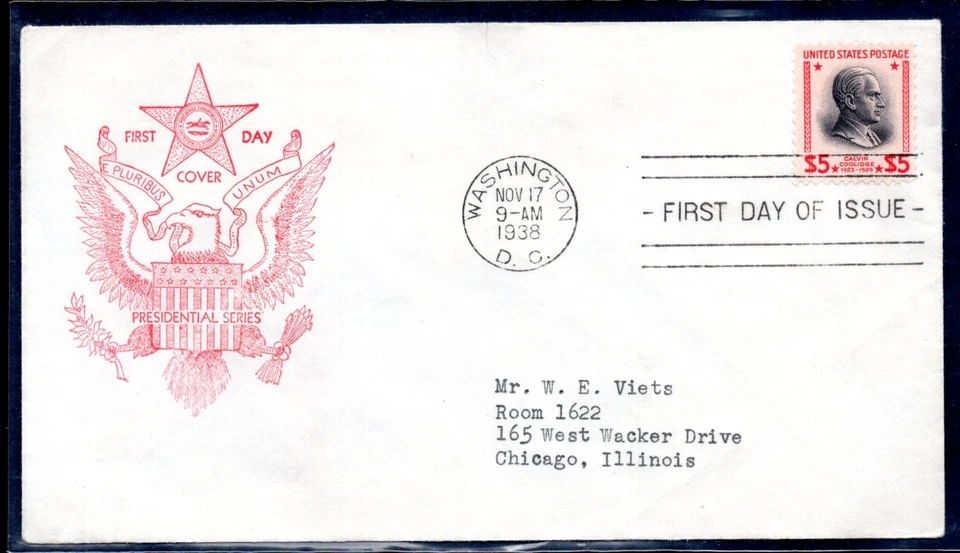 FIRST DAY
COVER
E PLURIBUS UNUM
PRESIDENTIAL SERIES
WASHINGTON
NOV 17
9-AM
1938
D. C.
UNITED STATES POSTAGE
$5 CALVIN COOLIDGE 1923-1929 $5
- FIRST DAY OF ISSUE -
Mr. W. E. Viets
Room 1622
165 West Wacker Drive
Chicago, Illinois